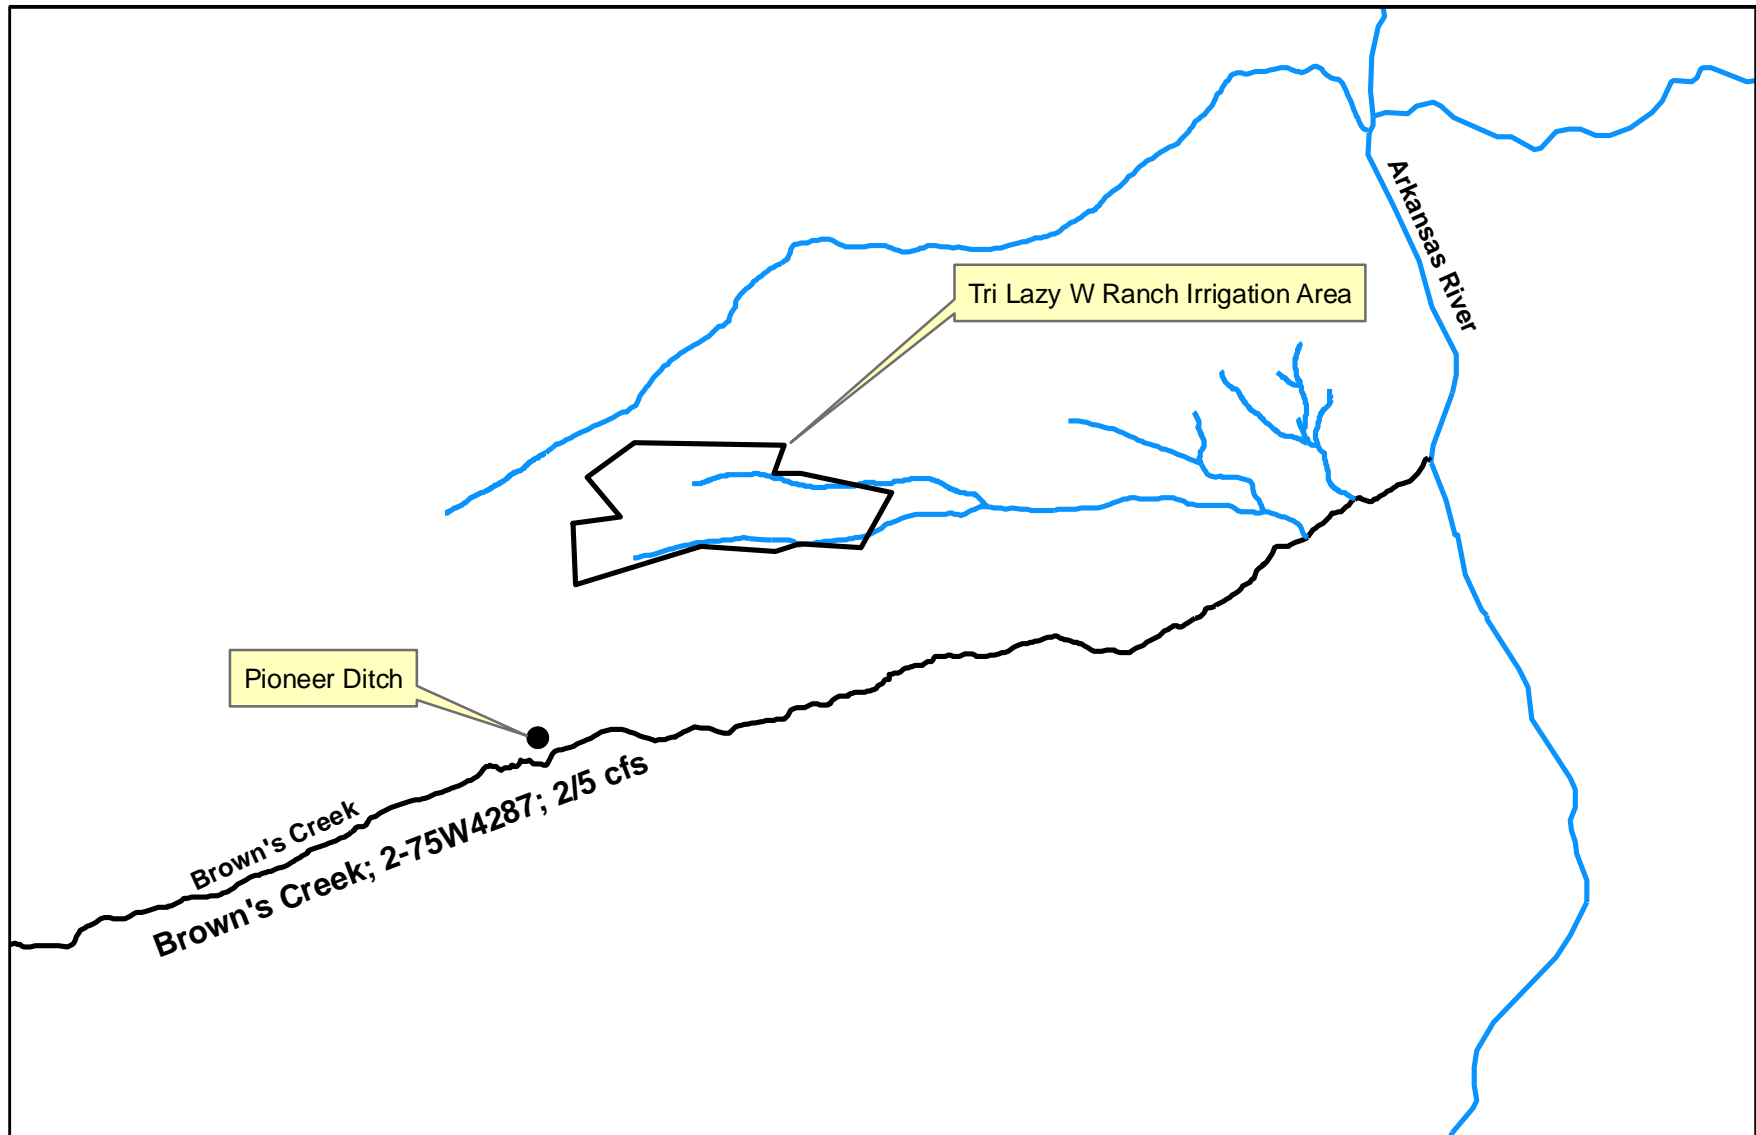 Arkansas River
Tri Lazy W Ranch Irrigation Area
Pioneer Ditch
Brown's Creek
Brown's Creek; 2-75W4287; 2/5 cfs